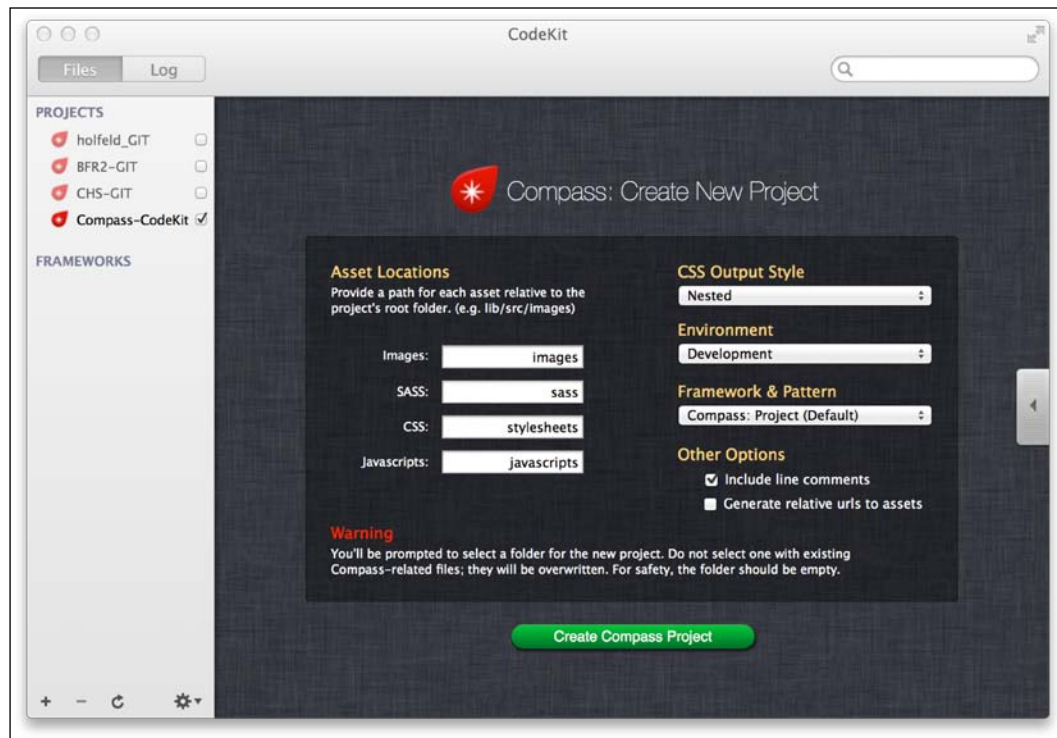 CodeKit
Files
Log
PROJECTS
holfeld_GIT
BFR2-GIT
CHS-GIT
Compass-CodeKit
FRAMEWORKS
Compass: Create New Project
Asset Locations
Provide a path for each asset relative to the
project's root folder. (e.g. lib/src/images)
Images: images
SASS: sass
CSS: stylesheets
Javascripts: javascripts
CSS Output Style
Nested
Environment
Development
Framework & Pattern
Compass: Project (Default)
Other Options
Include line comments
Generate relative urls to assets
Warning
You'll be prompted to select a folder for the new project. Do not select one with existing
Compass-related files; they will be overwritten. For safety, the folder should be empty.
Create Compass Project